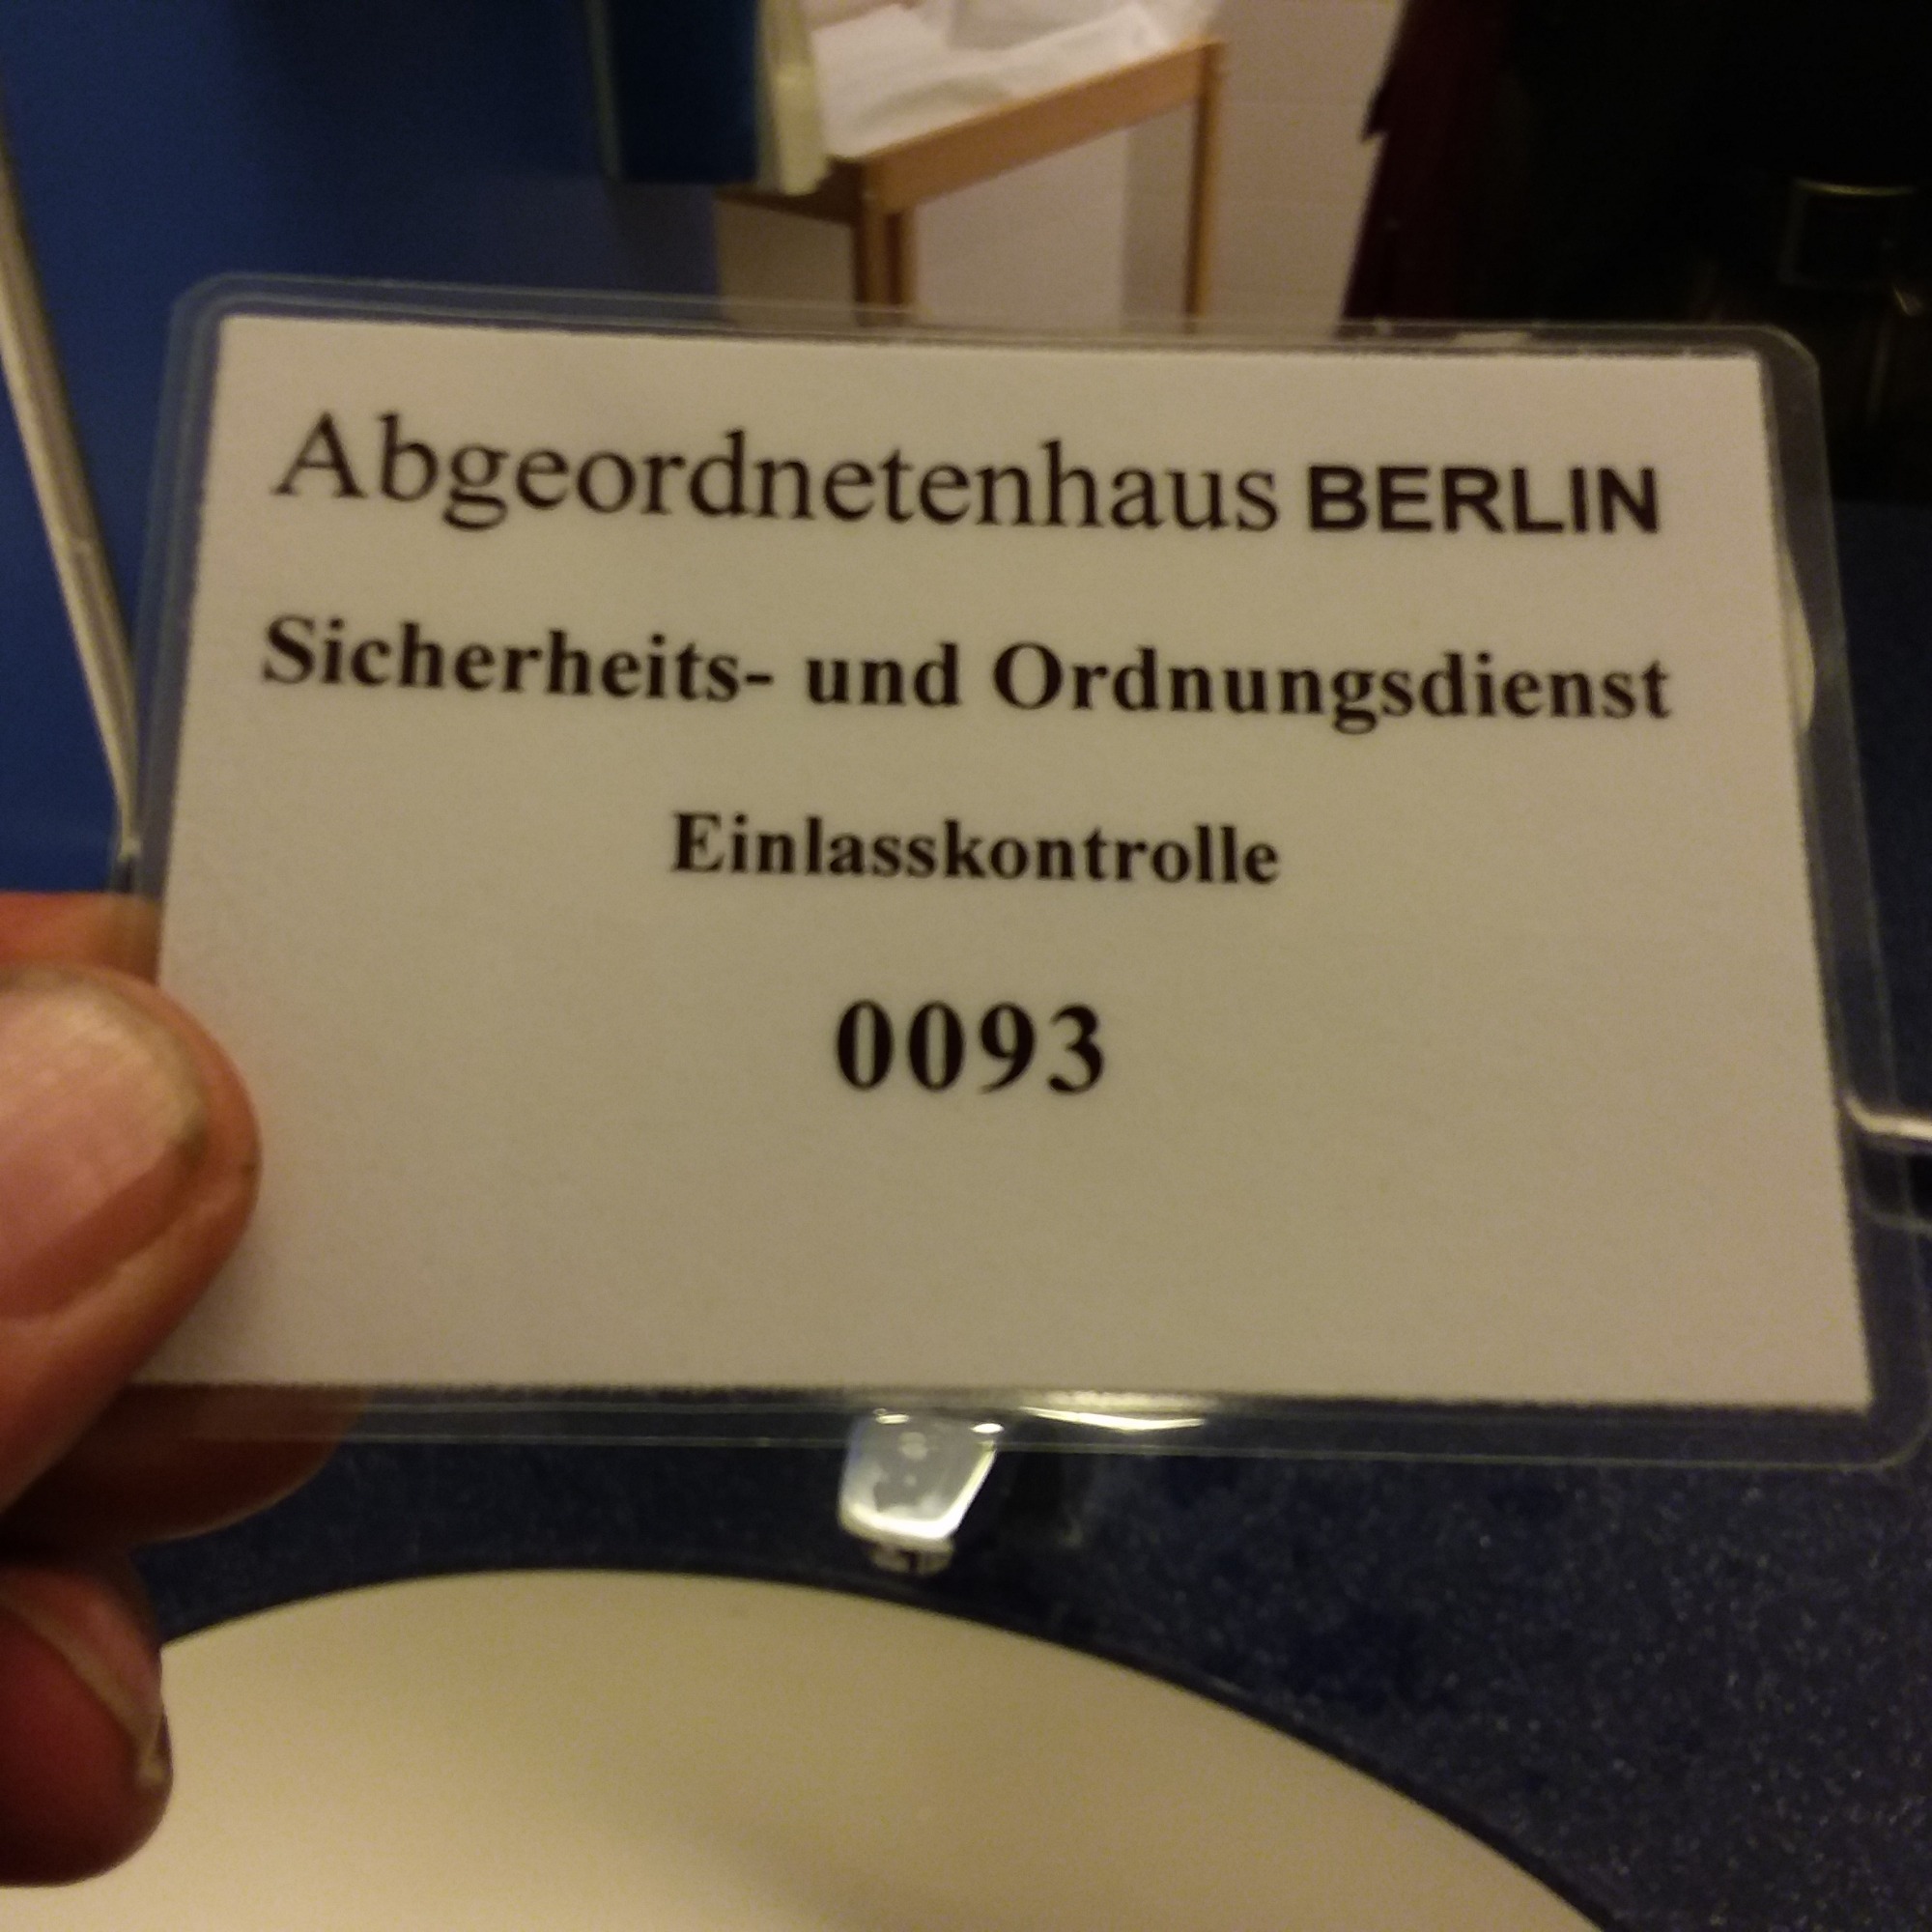 Abgeordnetenhaus BERLIN
Sicherheits- und Ordnungsdienst
Einlasskontrolle
0093